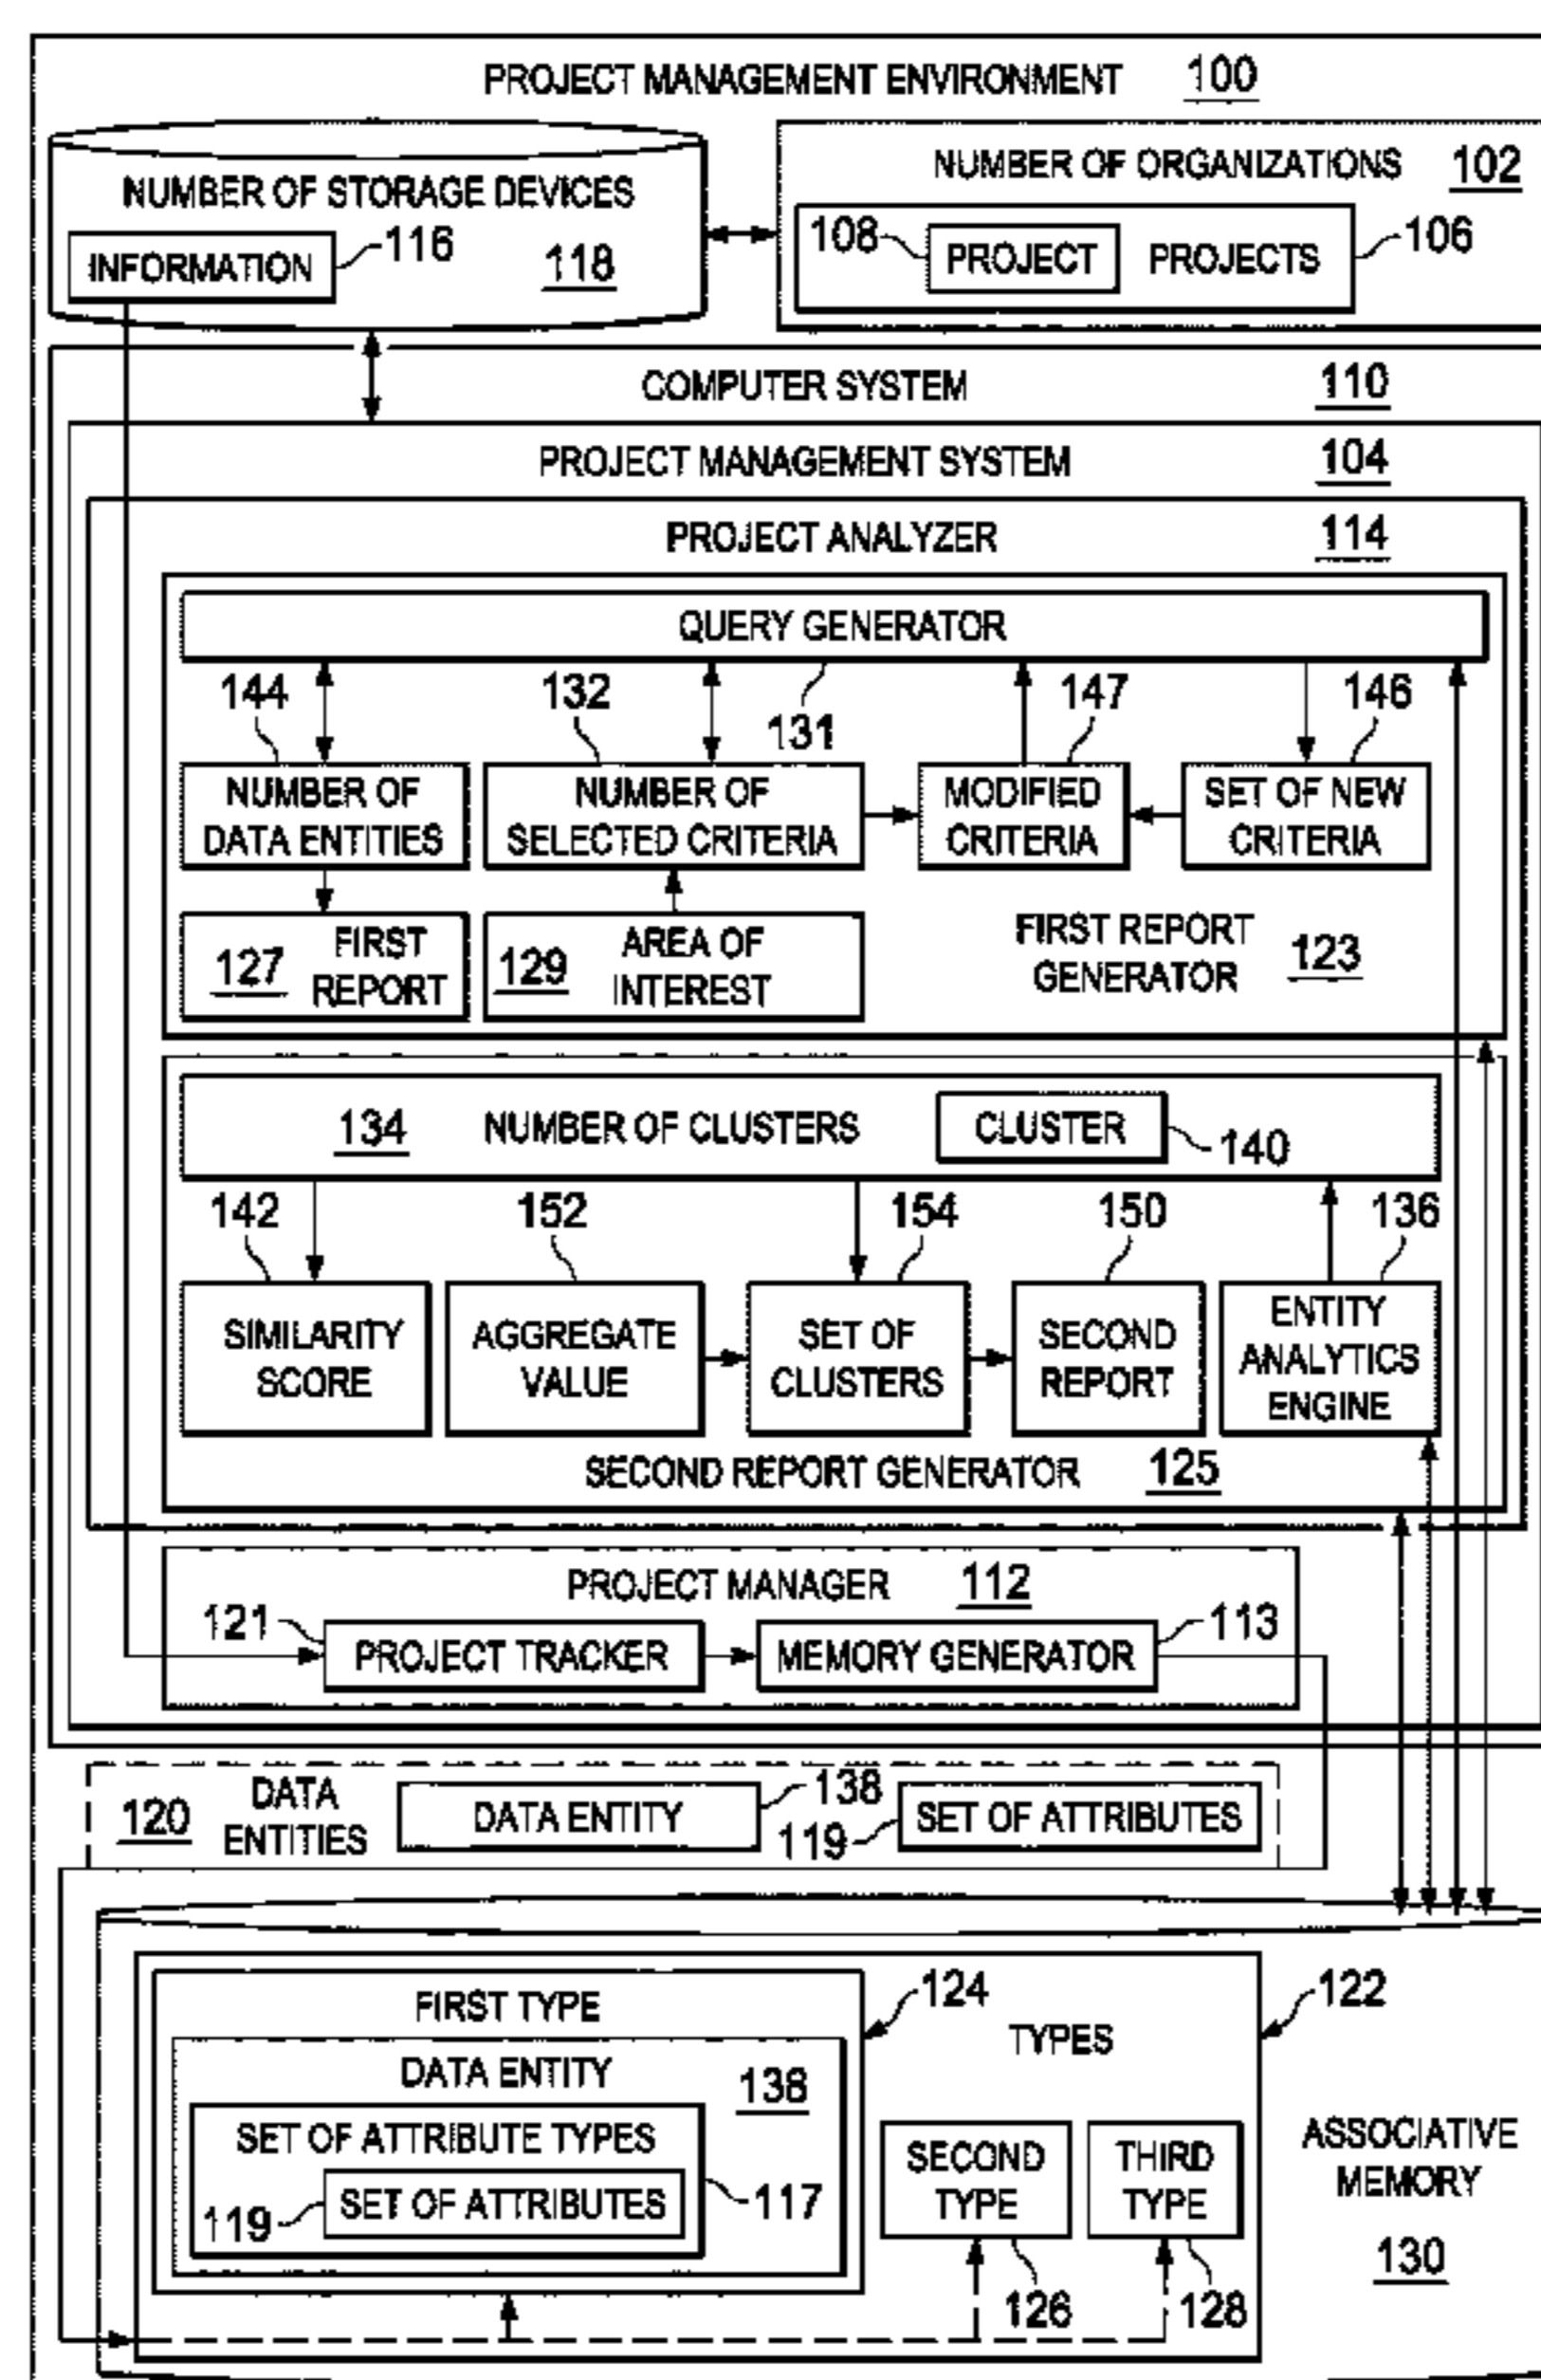 PROJECT MANAGEMENT ENVIRONMENT 100
NUMBER OF STORAGE DEVICES
INFORMATION
116
118
NUMBER OF ORGANIZATIONS 102
108
PROJECT
PROJECTS
106
COMPUTER SYSTEM 110
PROJECT MANAGEMENT SYSTEM 104
PROJECT ANALYZER 114
QUERY GENERATOR
144
132
131
147
146
NUMBER OF
DATA ENTITIES
NUMBER OF
SELECTED CRITERIA
MODIFIED
CRITERIA
SET OF NEW
CRITERIA
127
FIRST
REPORT
129
AREA OF
INTEREST
FIRST REPORT
GENERATOR
123
134
NUMBER OF CLUSTERS
CLUSTER
140
142
152
154
150
136
SIMILARITY
SCORE
AGGREGATE
VALUE
SET OF
CLUSTERS
SECOND
REPORT
ENTITY
ANALYTICS
ENGINE
SECOND REPORT GENERATOR 125
PROJECT MANAGER 112
121
PROJECT TRACKER
MEMORY GENERATOR
113
120
DATA
ENTITIES
DATA ENTITY
138
119
SET OF ATTRIBUTES
FIRST TYPE
124
TYPES
122
DATA ENTITY
138
SET OF ATTRIBUTE TYPES
119
SET OF ATTRIBUTES
117
SECOND
TYPE
THIRD
TYPE
126
128
ASSOCIATIVE
MEMORY
130